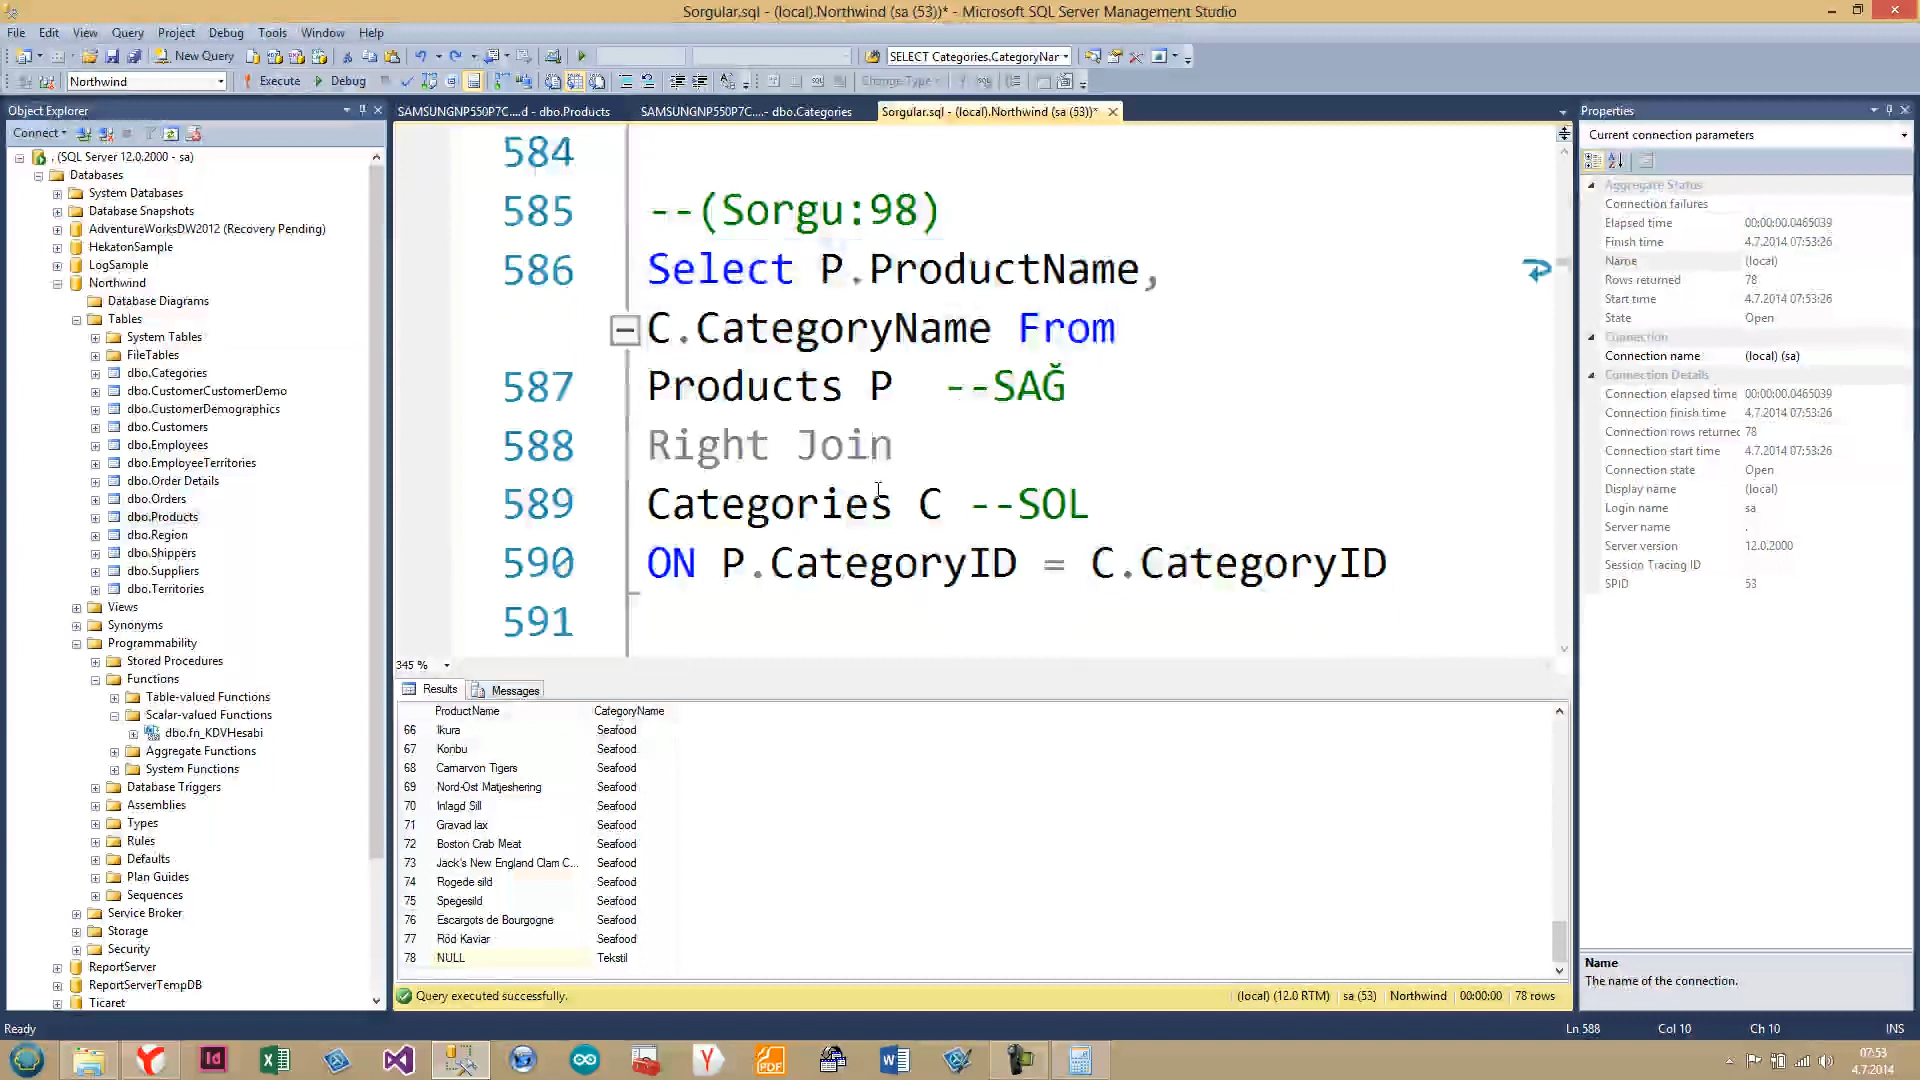 Sorgular.sql - (local).Northwind (sa (53))* - Microsoft SQL Server Management Studio
File Edit View Query Project Debug Tools Window Help
New Query SELECT Categories.CategoryNar
Northwind Execute Debug Change Type
Object Explorer
Connect
. (SQL Server 12.0.2000 - sa)
Databases
System Databases
Database Snapshots
AdventureWorksDW2012 (Recovery Pending)
HekatonSample
LogSample
Northwind
Database Diagrams
Tables
System Tables
FileTables
dbo.Categories
dbo.CustomerCustomerDemo
dbo.CustomerDemographics
dbo.Customers
dbo.Employees
dbo.EmployeeTerritories
dbo.Order Details
dbo.Orders
dbo.Products
dbo.Region
dbo.Shippers
dbo.Suppliers
dbo.Territories
Views
Synonyms
Programmability
Stored Procedures
Functions
Table-valued Functions
Scalar-valued Functions
dbo.fn_KDVHesabi
Aggregate Functions
System Functions
Database Triggers
Assemblies
Types
Rules
Defaults
Plan Guides
Sequences
Service Broker
Storage
Security
ReportServer
ReportServerTempDB
Ticaret
SAMSUNGNP550P7C....d - dbo.Products SAMSUNGNP550P7C....- dbo.Categories Sorgular.sql - (local).Northwind (sa (53))*
584
585 --(Sorgu:98)
586 Select P.ProductName,
C.CategoryName From
587 Products P --SAĞ
588 Right Join
589 Categories C --SOL
590 ON P.CategoryID = C.CategoryID
591
345 %
Results Messages
ProductName CategoryName
66 Ikura Seafood
67 Konbu Seafood
68 Carnarvon Tigers Seafood
69 Nord-Ost Matjeshering Seafood
70 Inlagd Sill Seafood
71 Gravad lax Seafood
72 Boston Crab Meat Seafood
73 Jack's New England Clam C... Seafood
74 Rogede sild Seafood
75 Spegesild Seafood
76 Escargots de Bourgogne Seafood
77 Röd Kaviar Seafood
78 NULL Tekstil
Query executed successfully. (local) (12.0 RTM) sa (53) Northwind 00:00:00 78 rows
Properties
Current connection parameters
Aggregate Status
Connection failures
Elapsed time 00:00:00.0465039
Finish time 4.7.2014 07:53:26
Name (local)
Rows returned 78
Start time 4.7.2014 07:53:26
State Open
Connection
Connection name (local) (sa)
Connection Details
Connection elapsed time 00:00:00.0465039
Connection finish time 4.7.2014 07:53:26
Connection rows returned 78
Connection start time 4.7.2014 07:53:26
Connection state Open
Display name (local)
Login name sa
Server name .
Server version 12.0.2000
Session Tracing ID
SPID 53
Name
The name of the connection.
Ready Ln 588 Col 10 Ch 10 INS
07:53
4.7.2014